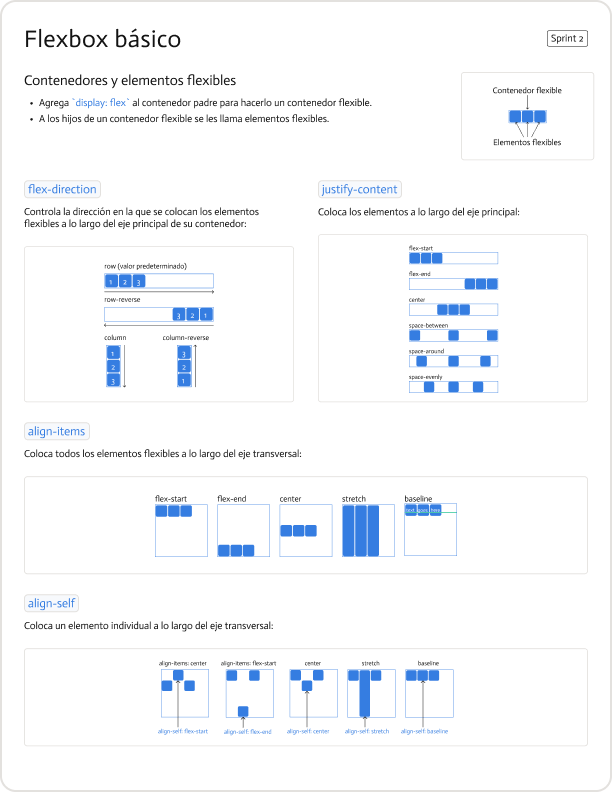 Flexbox básico
Sprint 2
Contenedores y elementos flexibles
• Agrega `display: flex` al contenedor padre para hacerlo un contenedor flexible.
• A los hijos de un contenedor flexible se les llama elementos flexibles.
Contenedor flexible
Elementos flexibles
flex-direction
Controla la dirección en la que se colocan los elementos
flexibles a lo largo del eje principal de su contenedor:
row (valor predeterminado)
1 2 3
row-reverse
3 2 1
column
1
2
3
column-reverse
3
2
1
justify-content
Coloca los elementos a lo largo del eje principal:
flex-start
flex-end
center
space-between
space-around
space-evenly
align-items
Coloca todos los elementos flexibles a lo largo del eje transversal:
flex-start
flex-end
center
stretch
baseline
text goes here
align-self
Coloca un elemento individual a lo largo del eje transversal:
align-items: center
align-items: flex-start
center
stretch
baseline
align-self: flex-start
align-self: flex-end
align-self: center
align-self: stretch
align-self: baseline